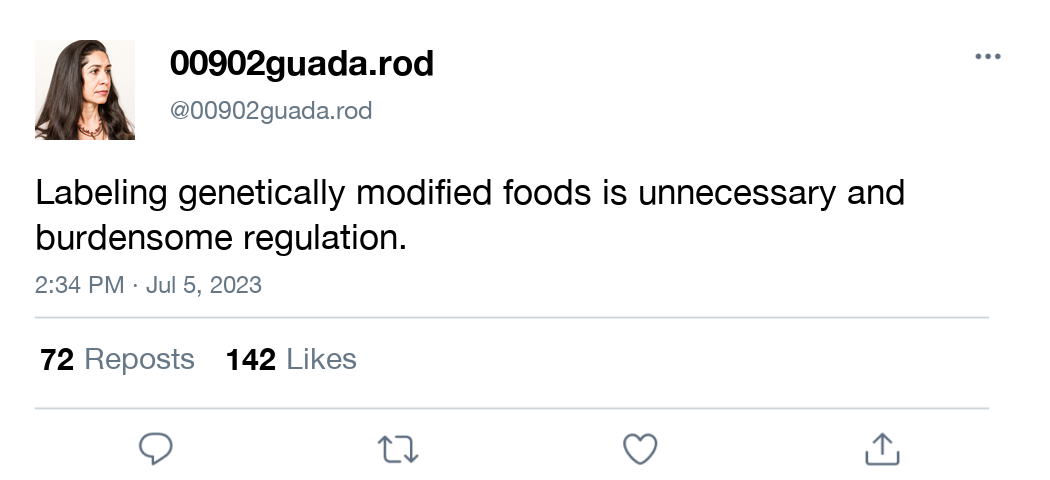 00902guada.rod
@00902guada.rod
Labeling genetically modified foods is unnecessary and
burdensome regulation.
2:34 PM · Jul 5, 2023
72 Reposts 142 Likes